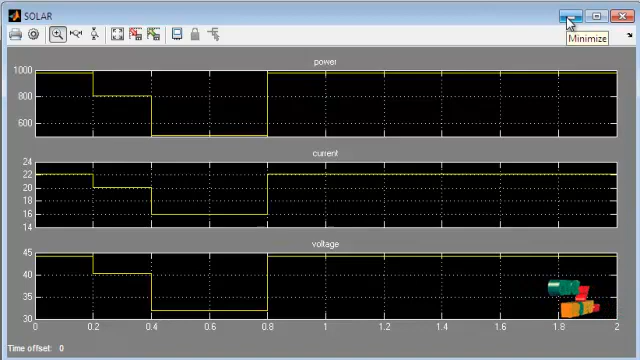 SOLAR
Minimize
power
1000
800
600
current
24
22
20
18
16
14
voltage
45
40
35
30
0 0.2 0.4 0.6 0.8 1 1.2 1.4 1.6 1.8 2
Time offset: 0